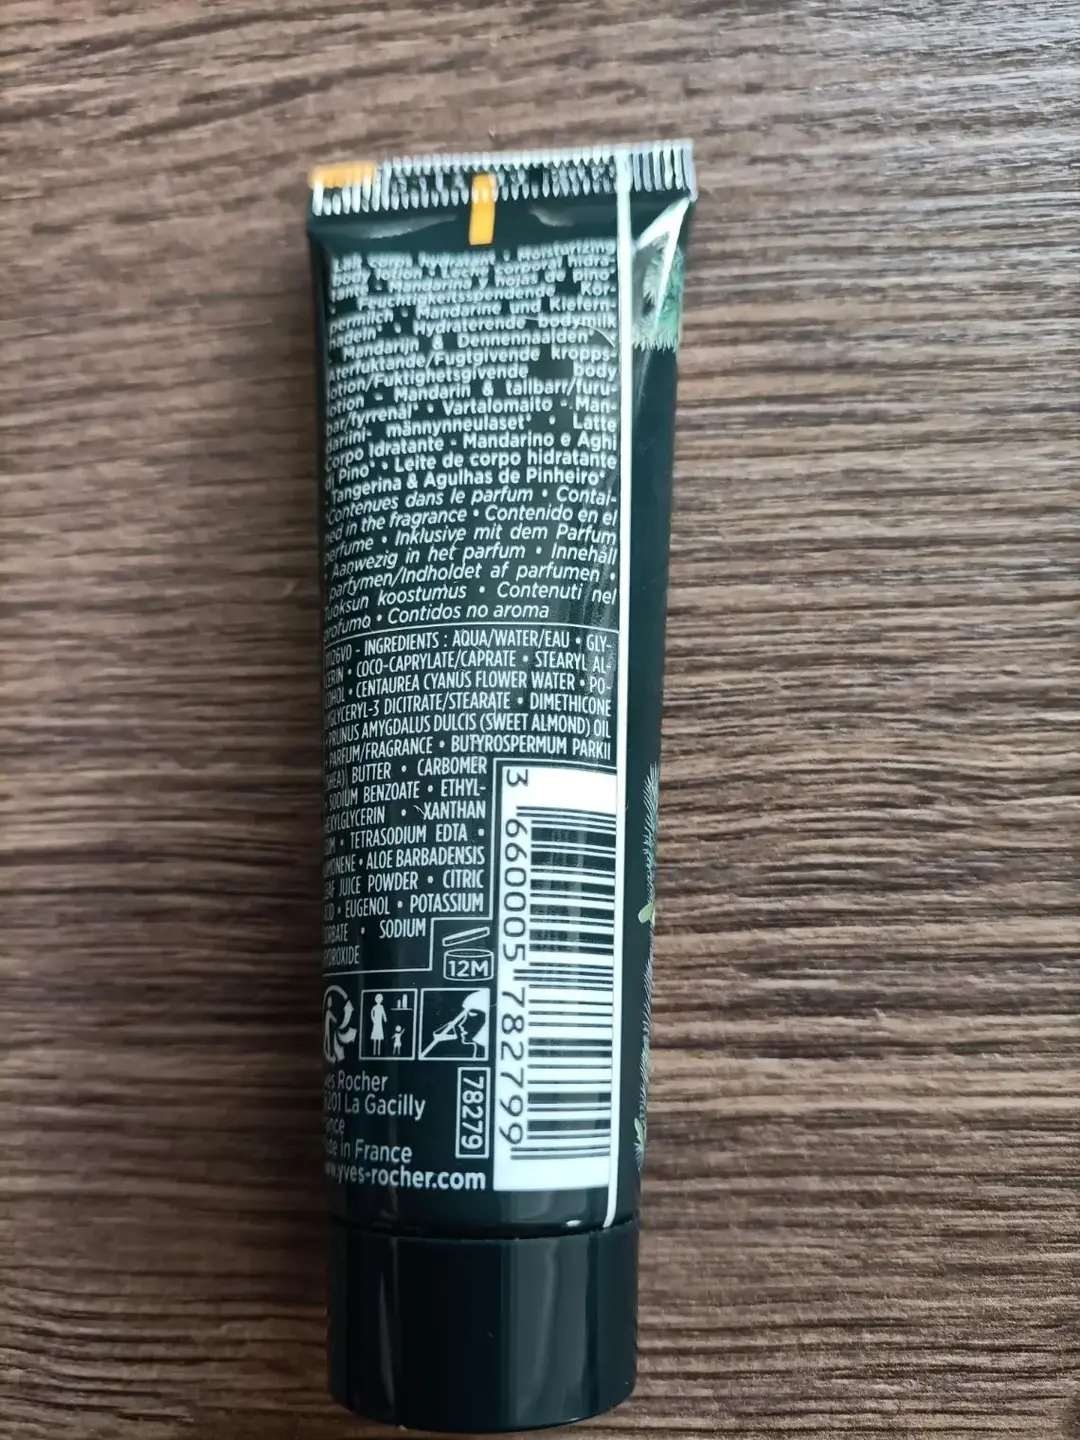 Lait corps hydratant • Moisturizing
body lotion • Leche corporal hidra-
tante - Mandarina y hojas de pino*
• Feuchtigkeitsspendende Kör-
permilch • Mandarine und Kiefern-
nadeln* • Hydraterende bodymilk
Mandarijn & Dennennaalden*
Återfuktande/Fugtgivende kropps-
lotion/Fuktighetsgivende body
lotion - Mandarin & tallbarr/furu-
bar/fyrrenål* • Vartalomaito - Man-
dariini- männynneulaset* • Latte
Corpo Idratante - Mandarino e Aghi
di Pino* • Leite de corpo hidratante
Tangerina & Agulhas de Pinheiro*
*Contenues dans le parfum • Contai-
ned in the fragrance • Contenido en el
perfume • Inklusive mit dem Parfum
• Aanwezig in het parfum • Innehåll
parfymen/Indholdet af parfumen •
Tuoksun koostumus • Contenuti nel
profumo • Contidos no aroma
1126V0 - INGREDIENTS : AQUA/WATER/EAU • GLY-
CERIN • COCO-CAPRYLATE/CAPRATE • STEARYL AL-
COHOL • CENTAUREA CYANUS FLOWER WATER • PO-
LYGLYCERYL-3 DICITRATE/STEARATE • DIMETHICONE
• PRUNUS AMYGDALUS DULCIS (SWEET ALMOND) OIL
• PARFUM/FRAGRANCE • BUTYROSPERMUM PARKII
(SHEA) BUTTER • CARBOMER
• SODIUM BENZOATE • ETHYL-
HEXYLGLYCERIN • XANTHAN
GUM • TETRASODIUM EDTA •
LIMONENE • ALOE BARBADENSIS
LEAF JUICE POWDER • CITRIC
ACID • EUGENOL • POTASSIUM
SORBATE • SODIUM
HYDROXIDE
12M
3 660005 782799
78279
Yves Rocher
56201 La Gacilly
France
Made in France
www.yves-rocher.com